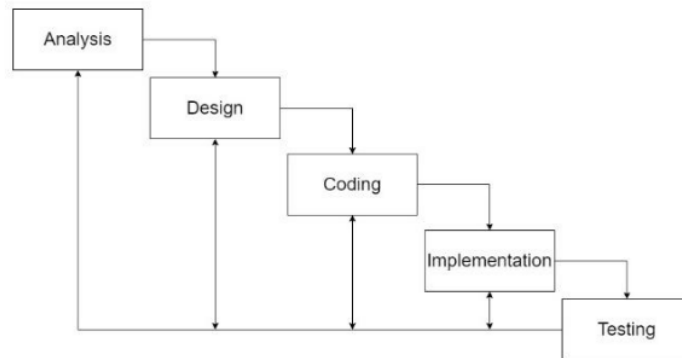 Analysis
Design
Coding
Implementation
Testing